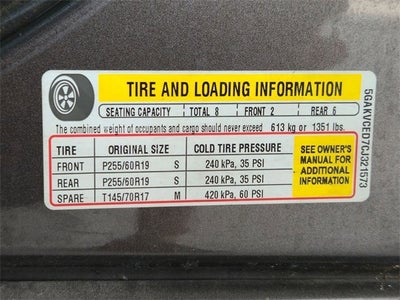 TIRE AND LOADING INFORMATION
SEATING CAPACITY TOTAL 8 FRONT 2 REAR 6
The combined weight of occupants and cargo should never exceed 613 kg or 1351 lbs.
TIRE ORIGINAL SIZE COLD TIRE PRESSURE
FRONT P255/60R19 S 240 kPa, 35 PSI
REAR P255/60R19 S 240 kPa, 35 PSI
SPARE T145/70R17 M 420 kPa, 60 PSI
SEE OWNER'S
MANUAL FOR
ADDITIONAL
INFORMATION
5GAKVCED7CJ321573